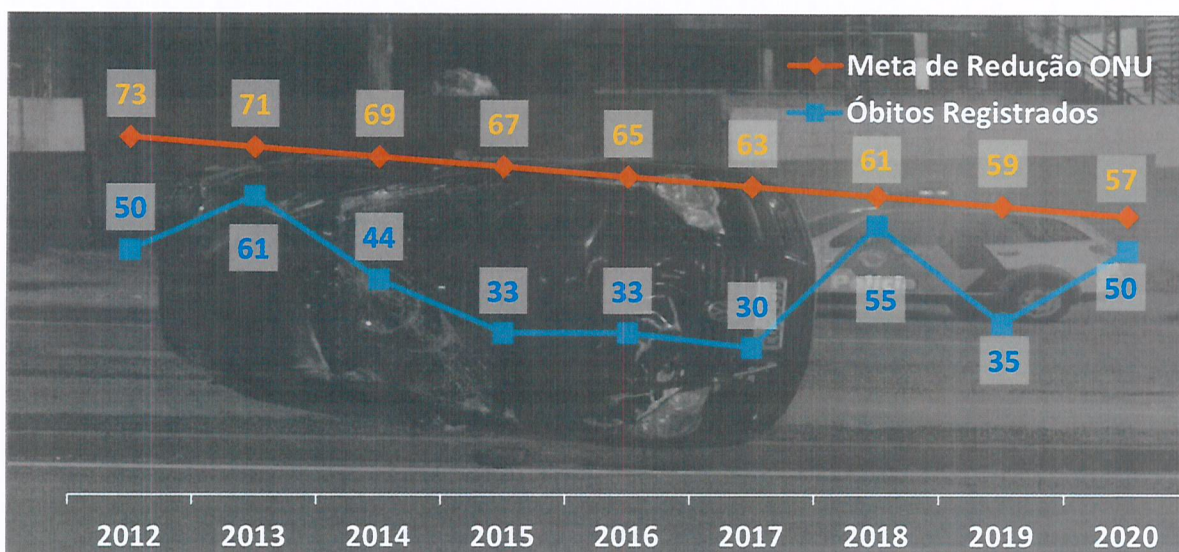 Meta de Redução ONU
Óbitos Registrados
73 71 69 67 65 63 61 59 57
50 61 44 33 33 30 55 35 50
2012 2013 2014 2015 2016 2017 2018 2019 2020